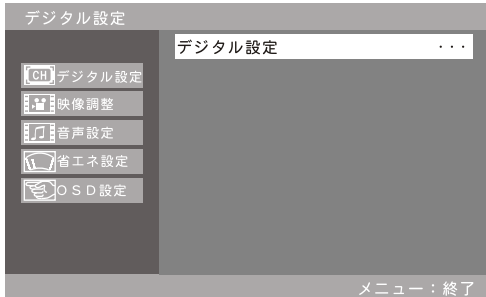 デジタル設定
デジタル設定 ･･･
CH デジタル設定
映像調整
音声設定
省エネ設定
ＯＳＤ設定
メニュー：終了